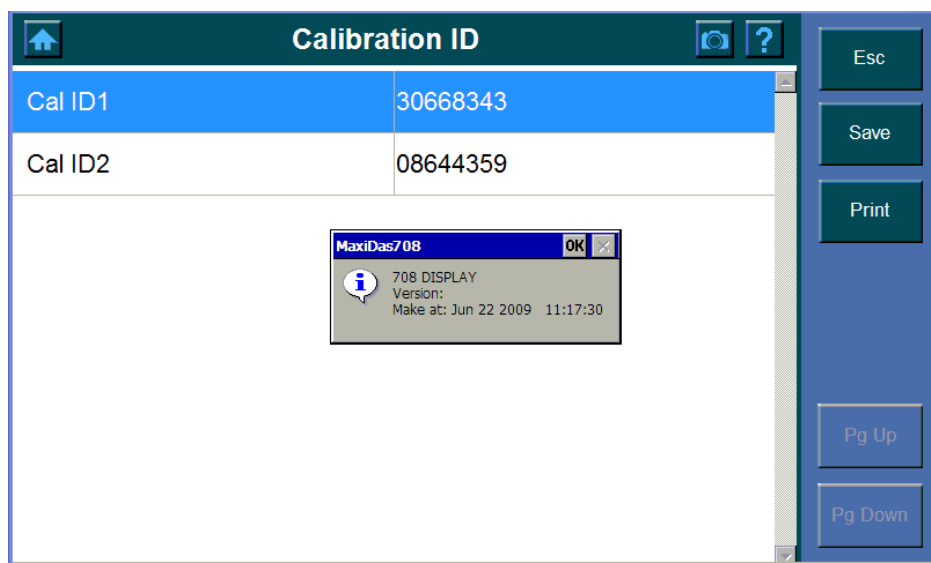 Calibration ID
?
Esc
Cal ID1 30668343
Save
Cal ID2 08644359
Print
MaxiDas708 OK
708 DISPLAY
Version:
Make at: Jun 22 2009 11:17:30
Pg Up
Pg Down